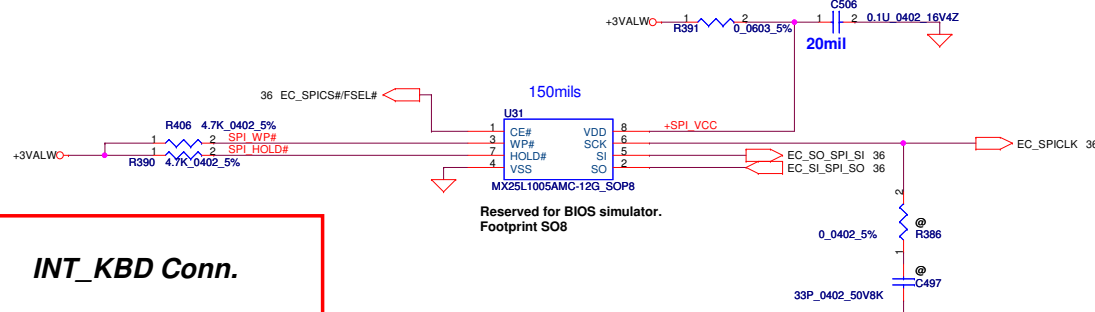 C506
+3VALW
1
2
1
2
0.1U_0402_16V4Z
R391
0_0603_5%
20mil
36 EC_SPICS#/FSEL#
150mils
U31
R406 4.7K_0402_5%
1
2
SPI_WP#
1
2
SPI_HOLD#
+3VALW
R390
4.7K_0402_5%
1
CE#
VDD
8
+SPI_VCC
3
WP#
SCK
6
7
HOLD#
SI
5
4
VSS
SO
2
EC_SPICLK 36
EC_SO_SPI_SI 36
EC_SI_SPI_SO 36
MX25L1005AMC-12G_SOP8
Reserved for BIOS simulator.
Footprint SO8
2
@
0_0402_5%
R386
1
INT_KBD Conn.
@
C497
33P_0402_50V8K